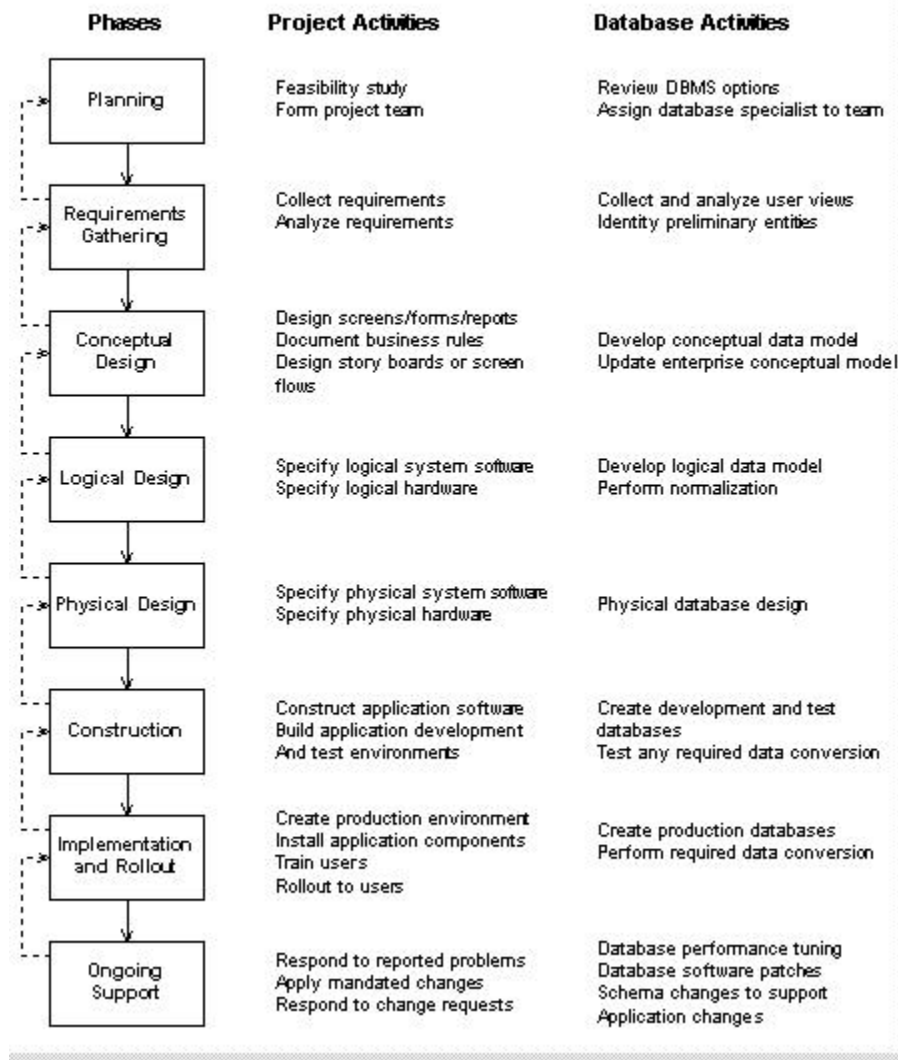 Phases Project Activities Database Activities
Planning
Feasibility study
Form project team
Review DBMS options
Assign database specialist to team
Requirements
Gathering
Collect requirements
Analyze requirements
Collect and analyze user views
Identity preliminary entities
Conceptual
Design
Design screens/forms/reports
Document business rules
Design story boards or screen
flows
Develop conceptual data model
Update enterprise conceptual model
Logical Design
Specify logical system software
Specify logical hardware
Develop logical data model
Perform normalization
Physical Design
Specify physical system software
Specify physical hardware
Physical database design
Construction
Construct application software
Build application development
And test environments
Create development and test
databases
Test any required data conversion
Implementation
and Rollout
Create production environment
Install application components
Train users
Rollout to users
Create production databases
Perform required data conversion
Ongoing
Support
Respond to reported problems
Apply mandated changes
Respond to change requests
Database performance tuning
Database software patches
Schema changes to support
Application changes